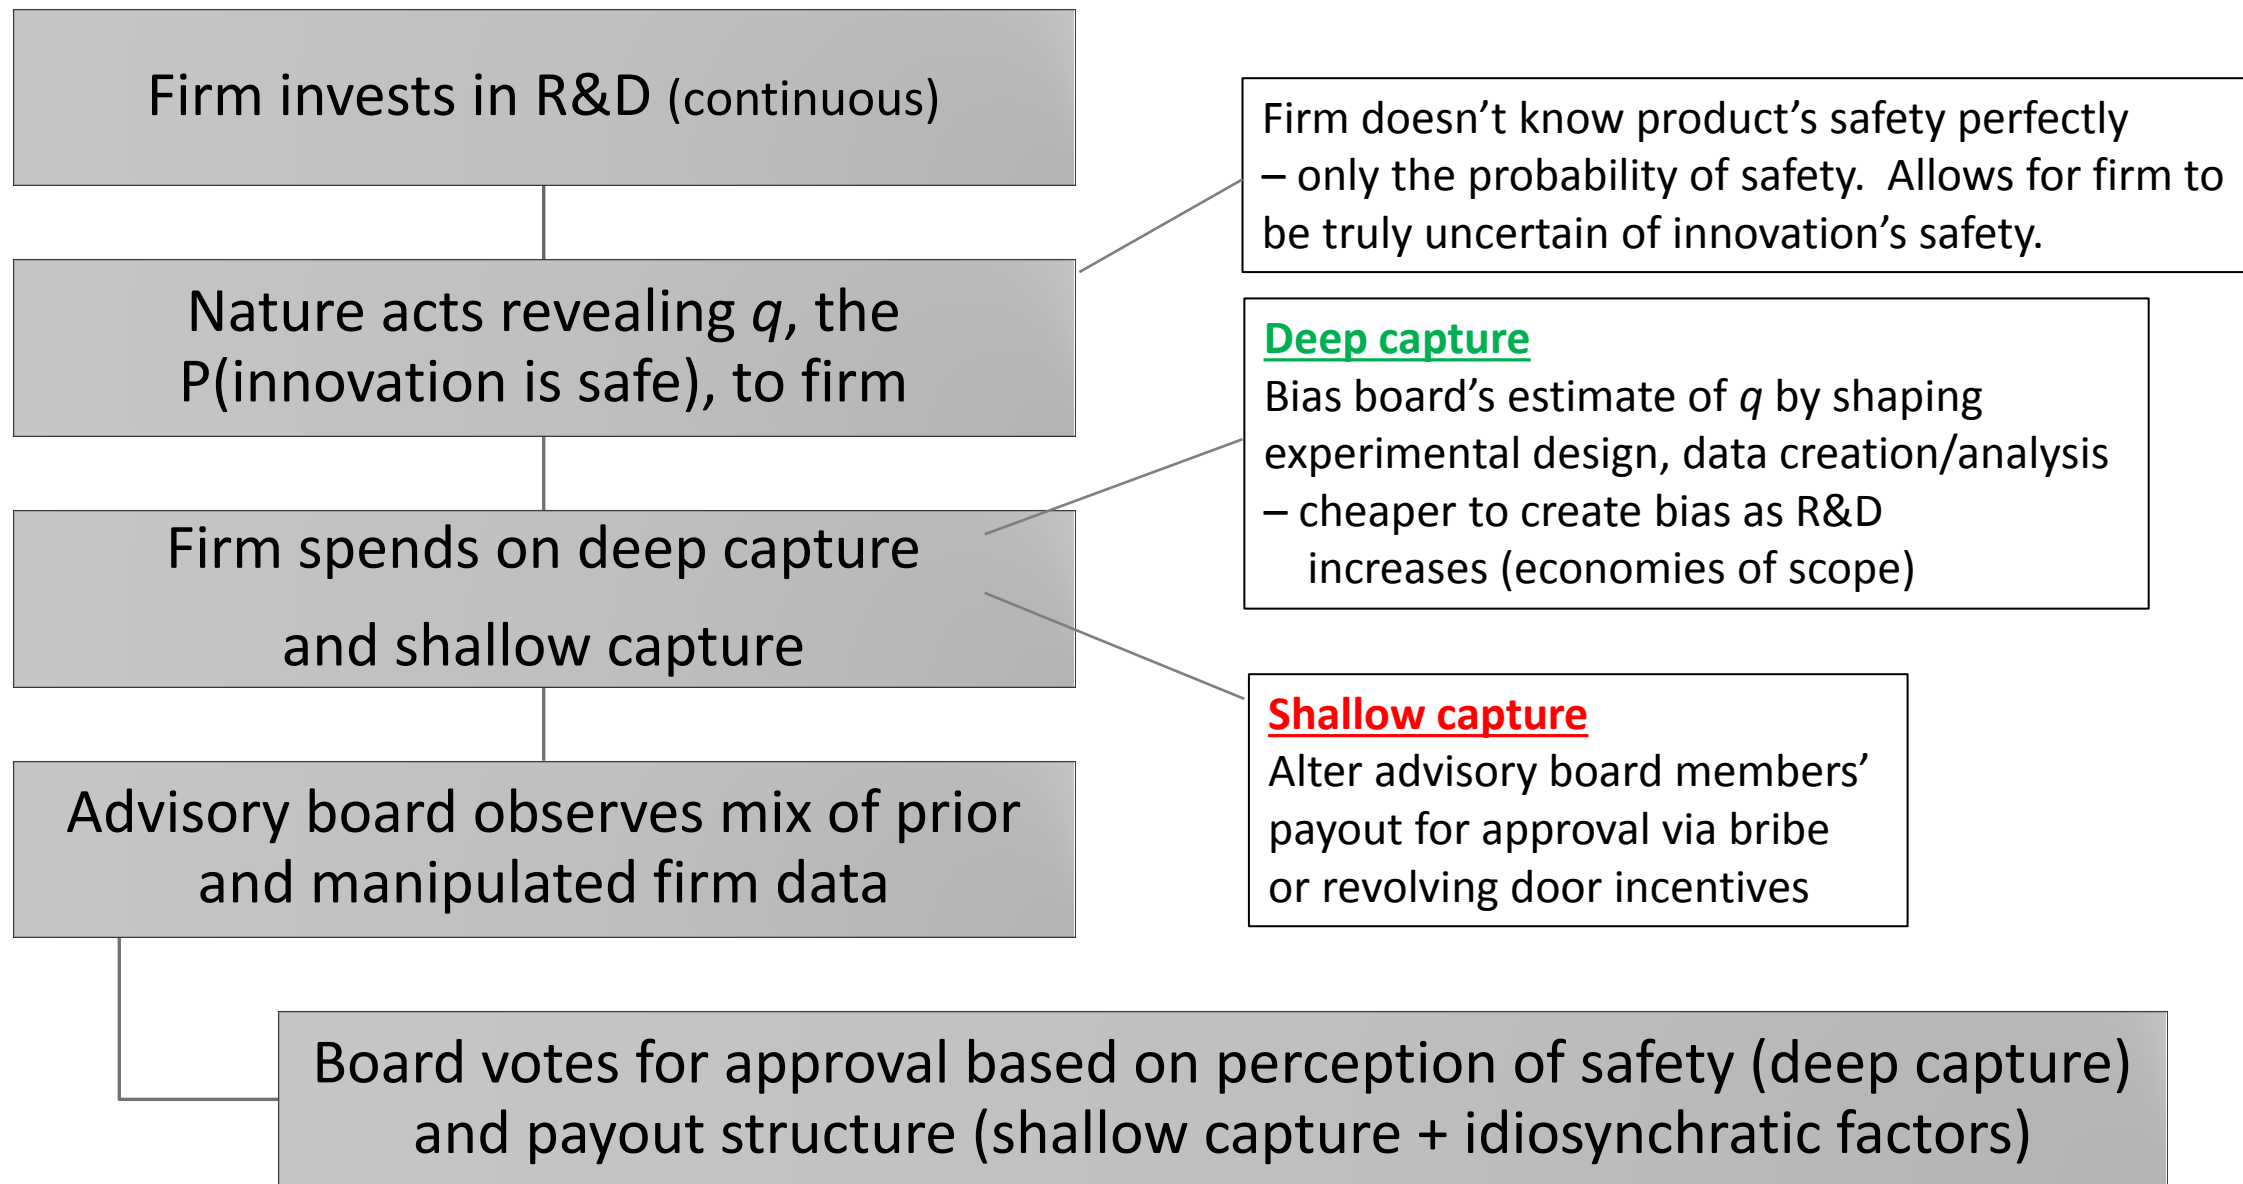 Firm invests in R&D (continuous)
Firm doesn’t know product’s safety perfectly
– only the probability of safety.  Allows for firm to
be truly uncertain of innovation’s safety.
Nature acts revealing q, the
P(innovation is safe), to firm
Deep capture
Bias board’s estimate of q by shaping
experimental design, data creation/analysis
– cheaper to create bias as R&D
increases (economies of scope)
Firm spends on deep capture
and shallow capture
Shallow capture
Alter advisory board members’
payout for approval via bribe
or revolving door incentives
Advisory board observes mix of prior
and manipulated firm data
Board votes for approval based on perception of safety (deep capture)
and payout structure (shallow capture + idiosynchratic factors)